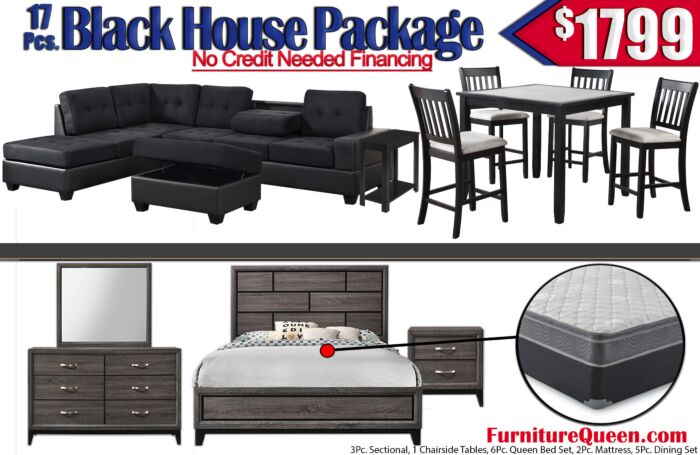 17 Pcs. Black House Package
$1799
No Credit Needed Financing
FurnitureQueen.com
3Pc. Sectional, 1 Chairside Tables, 6Pc. Queen Bed Set, 2Pc. Mattress, 5Pc. Dining Set